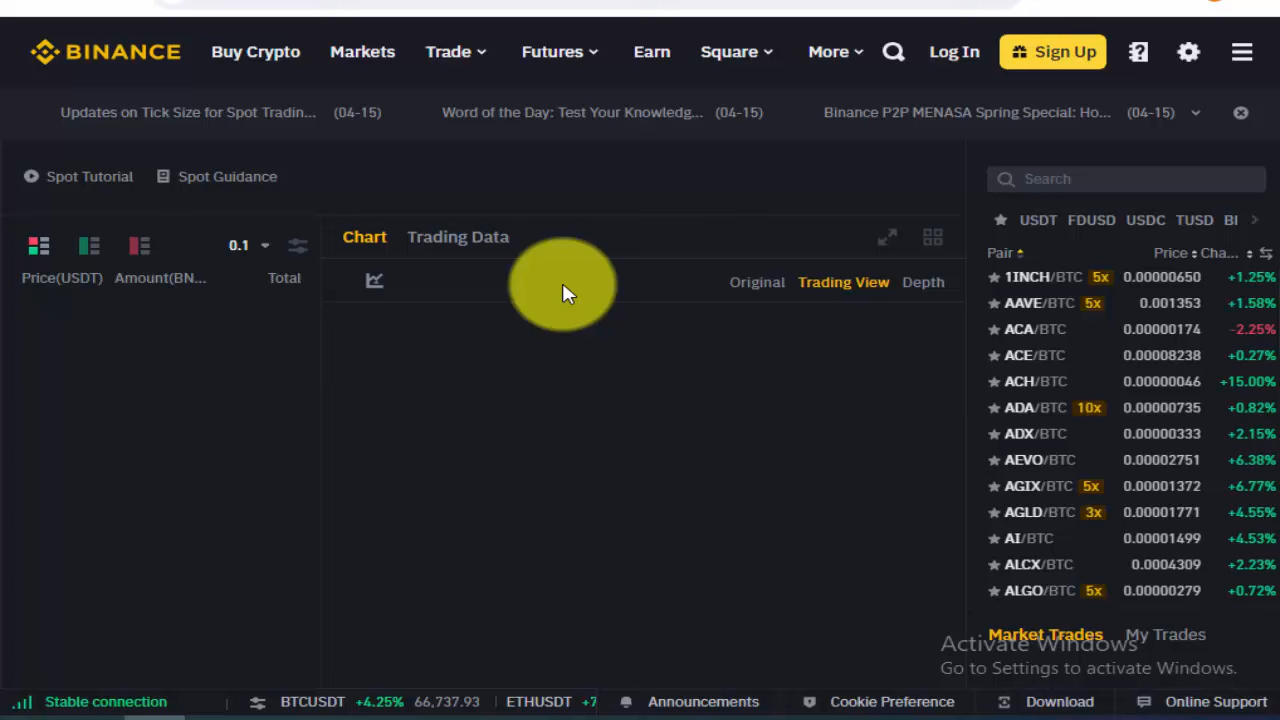 BINANCE Buy Crypto Markets Trade Futures Earn Square More Log In Sign Up
Updates on Tick Size for Spot Tradin... (04-15) Word of the Day: Test Your Knowledg... (04-15) Binance P2P MENASA Spring Special: Ho... (04-15)
Spot Tutorial Spot Guidance
Search
USDT FDUSD USDC TUSD BI
0.1
Chart Trading Data
Price(USDT) Amount(BN... Total
Original Trading View Depth
Pair Price Cha...
1INCH/BTC 5x 0.00000650 +1.25%
AAVE/BTC 5x 0.001353 +1.58%
ACA/BTC 0.00000174 -2.25%
ACE/BTC 0.00008238 +0.27%
ACH/BTC 0.00000046 +15.00%
ADA/BTC 10x 0.00000735 +0.82%
ADX/BTC 0.00000333 +2.15%
AEVO/BTC 0.00002751 +6.38%
AGIX/BTC 5x 0.00001372 +6.77%
AGLD/BTC 3x 0.00001771 +4.55%
AI/BTC 0.00001499 +4.53%
ALCX/BTC 0.0004309 +2.23%
ALGO/BTC 5x 0.00000279 +0.72%
Market Trades My Trades
Activate Windows
Go to Settings to activate Windows.
Stable connection BTCUSDT +4.25% 66,737.93 ETHUSDT +7 Announcements Cookie Preference Download Online Support